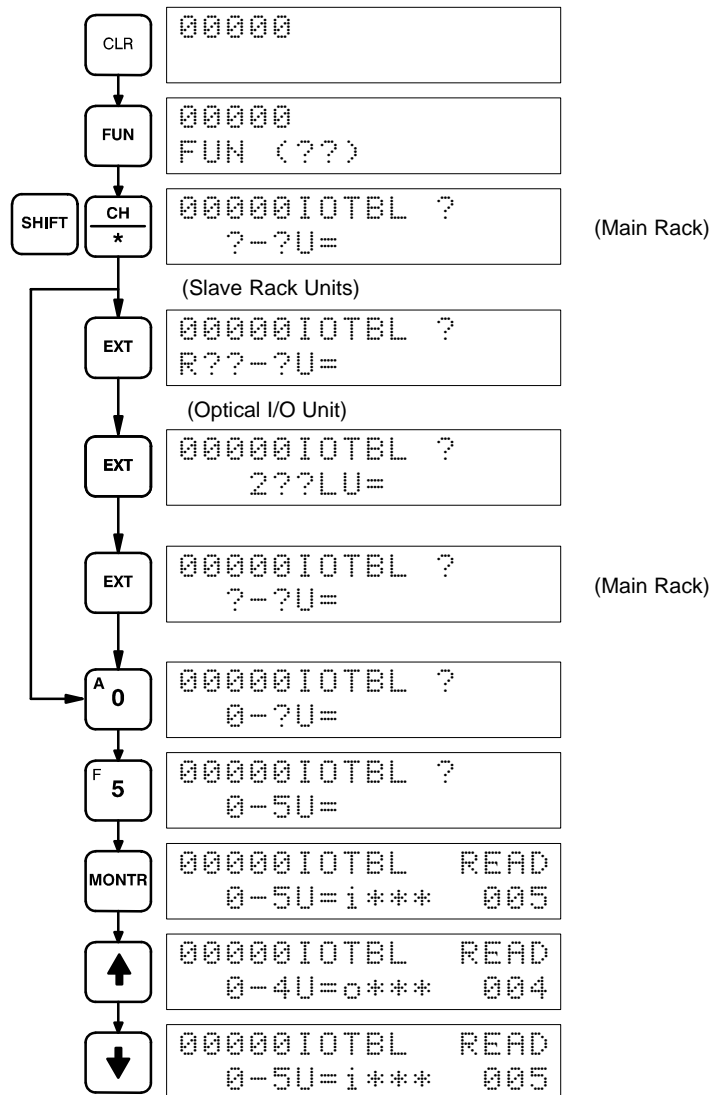 CLR
00000
FUN
00000
FUN (??)
SHIFT
CH
*
00000IOTBL ?
?-?U=
(Main Rack)
(Slave Rack Units)
EXT
00000IOTBL ?
R??-?U=
(Optical I/O Unit)
EXT
00000IOTBL ?
2??LU=
EXT
00000IOTBL ?
?-?U=
(Main Rack)
A
0
00000IOTBL ?
0-?U=
F
5
00000IOTBL ?
0-5U=
MONTR
00000IOTBL READ
0-5U=i*** 005
00000IOTBL READ
0-4U=o*** 004
00000IOTBL READ
0-5U=i*** 005